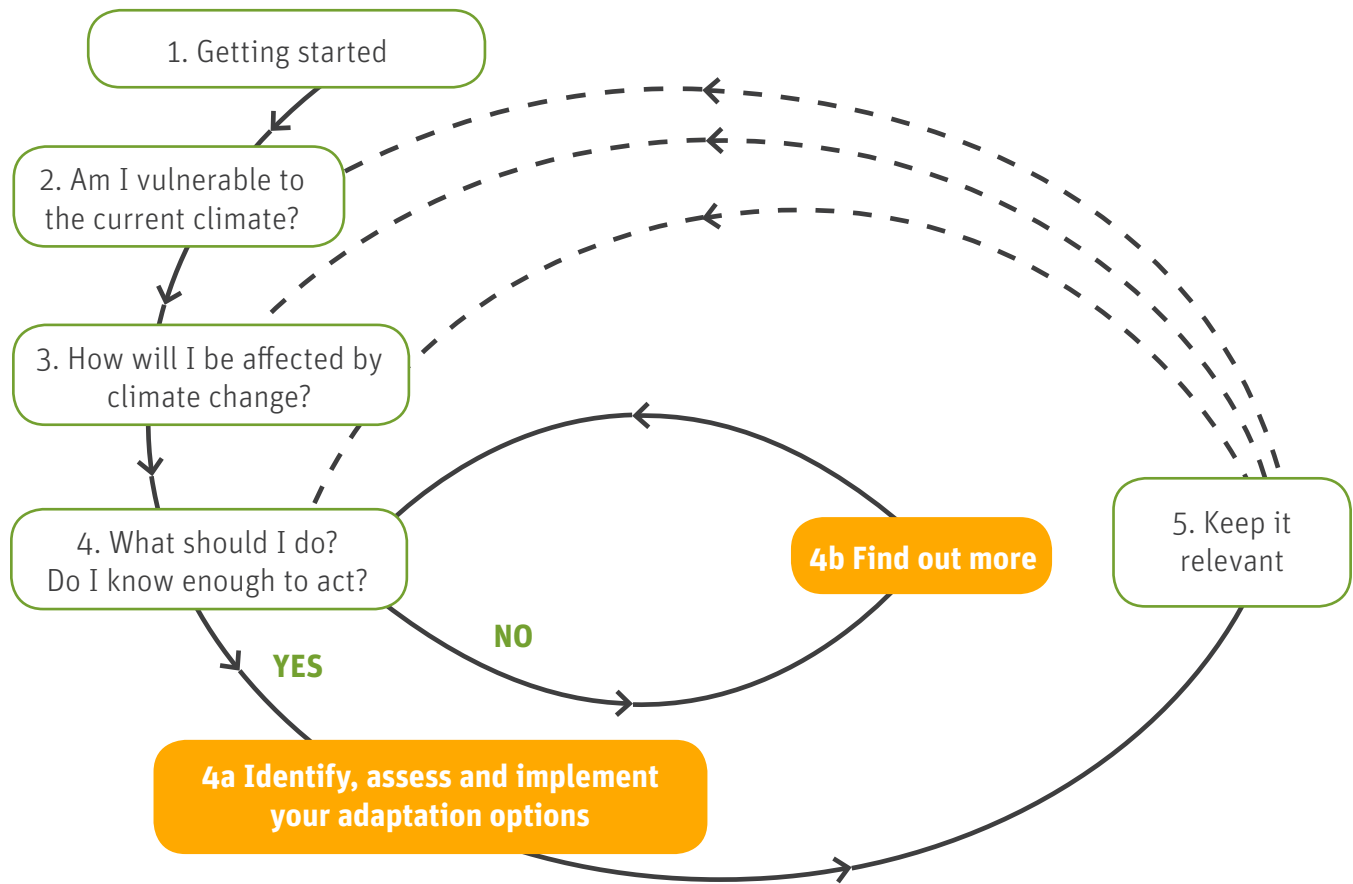 1. Getting started
2. Am I vulnerable to
the current climate?
3. How will I be affected by
climate change?
4. What should I do?
Do I know enough to act?
4b Find out more
5. Keep it
relevant
NO
YES
4a Identify, assess and implement
your adaptation options